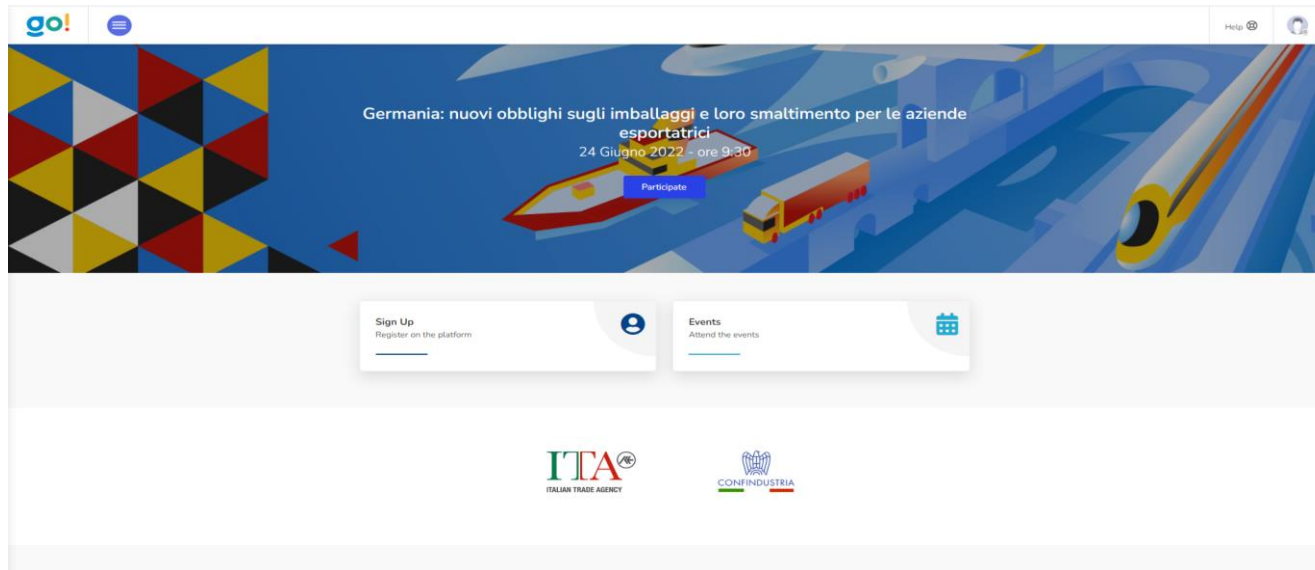 go!
Help
Germania: nuovi obblighi sugli imballaggi e loro smaltimento per le aziende
esportatrici
24 Giugno 2022 - ore 9:30
Participate
Sign Up
Register on the platform
Events
Attend the events
ITA
ITALIAN TRADE AGENCY
CONFINDUSTRIA